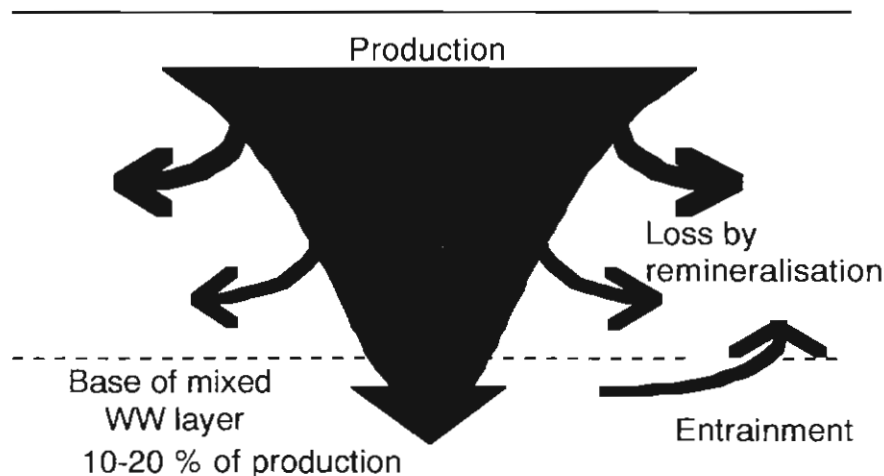 Production
Loss by
remineralisation
Base of mixed
WW layer
10-20 % of production
Entrainment